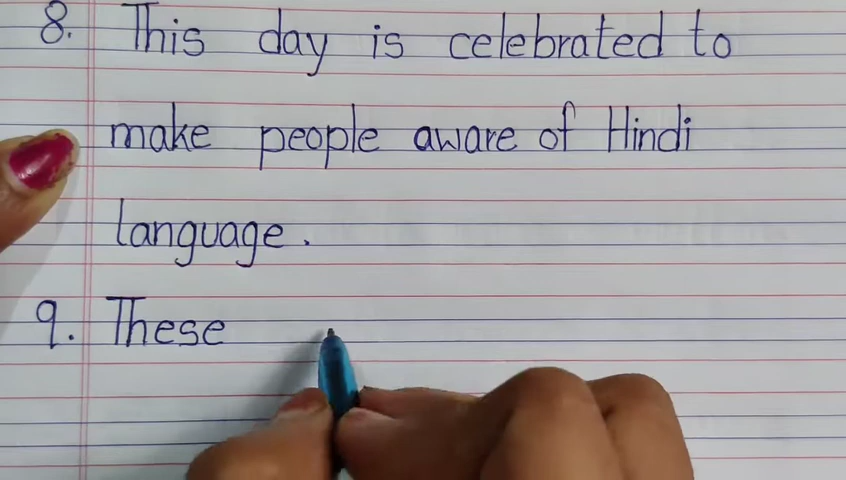 8. This day is celebrated to
make people aware of Hindi
language.
9. These